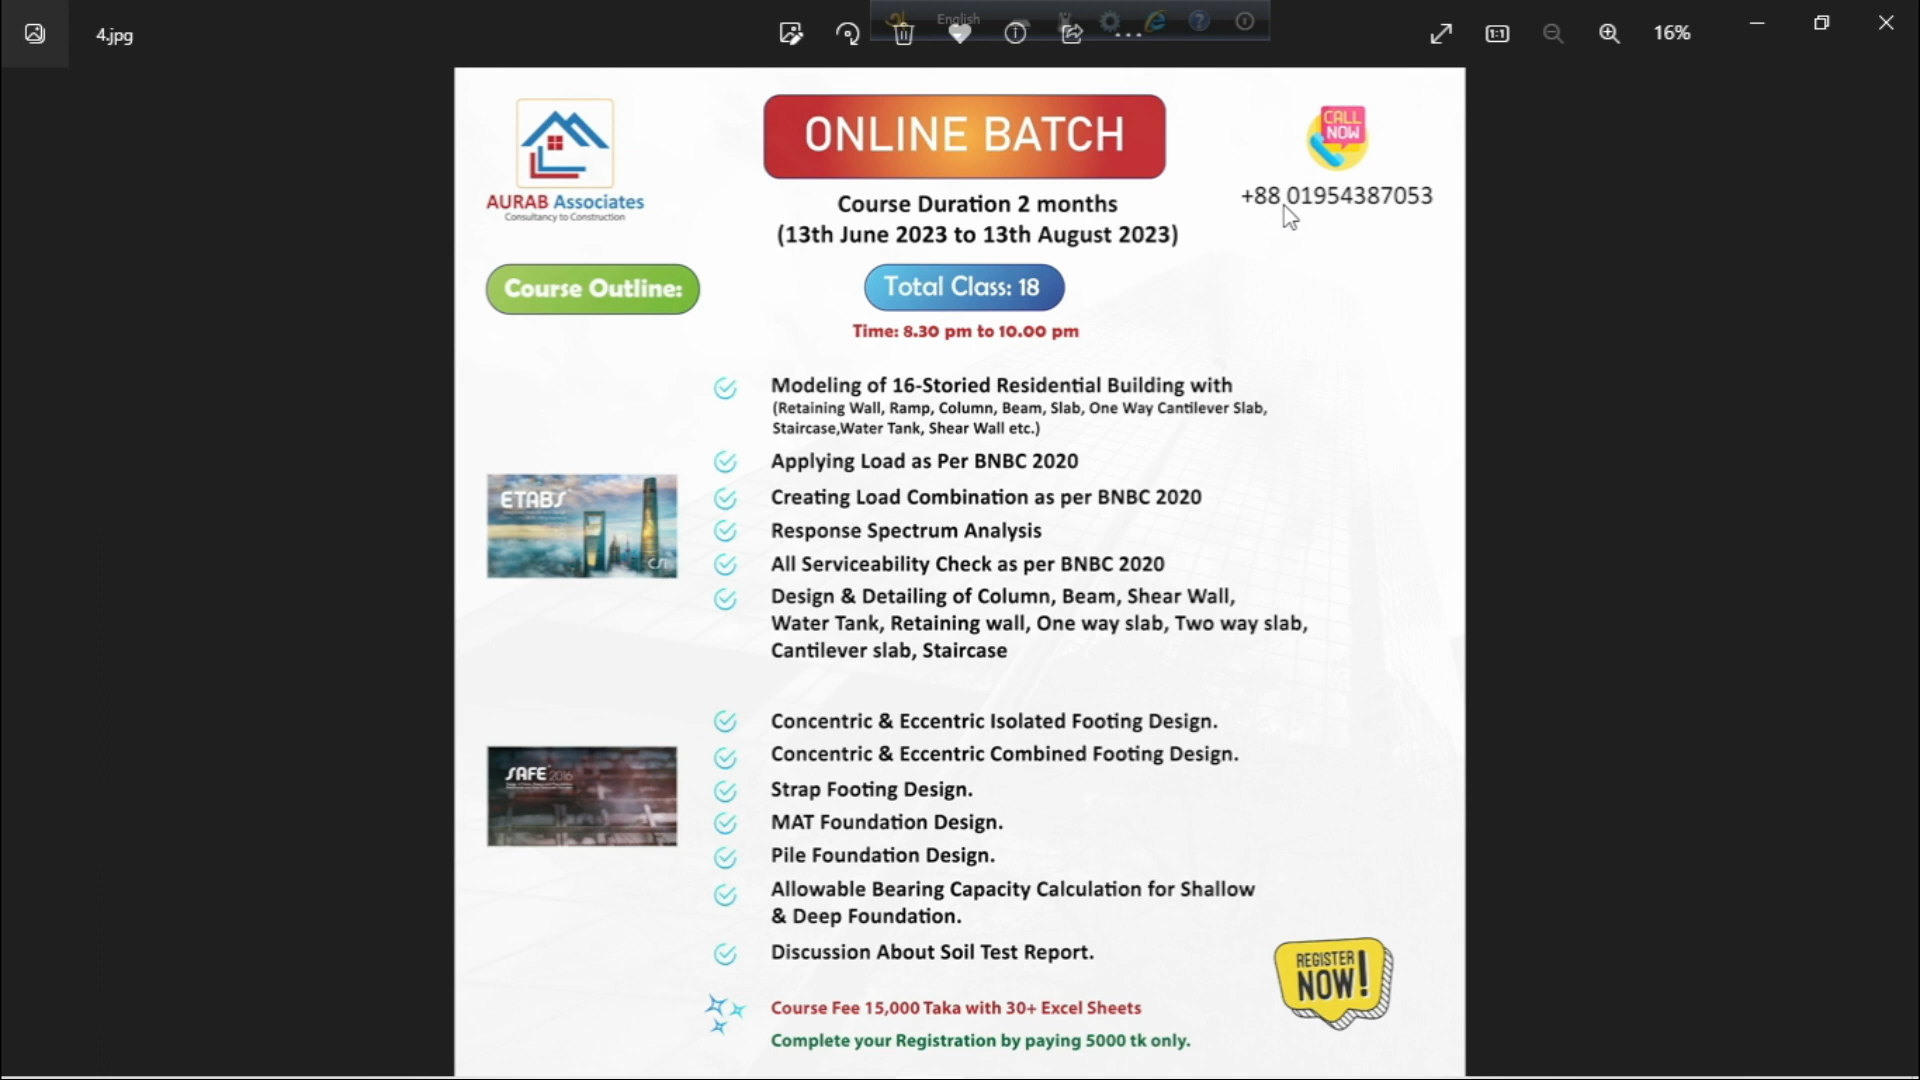 4.jpg
English
16%
AURAB Associates
Consultancy to Construction
ONLINE BATCH
CALL
NOW
+88 01954387053
Course Duration 2 months
(13th June 2023 to 13th August 2023)
Course Outline:
Total Class: 18
Time: 8.30 pm to 10.00 pm
Modeling of 16-Storied Residential Building with
(Retaining Wall, Ramp, Column, Beam, Slab, One Way Cantilever Slab,
Staircase,Water Tank, Shear Wall etc.)
Applying Load as Per BNBC 2020
ETABS
CSI
Creating Load Combination as per BNBC 2020
Response Spectrum Analysis
All Serviceability Check as per BNBC 2020
Design & Detailing of Column, Beam, Shear Wall,
Water Tank, Retaining wall, One way slab, Two way slab,
Cantilever slab, Staircase
Concentric & Eccentric Isolated Footing Design.
Concentric & Eccentric Combined Footing Design.
SAFE 2016
Strap Footing Design.
MAT Foundation Design.
Pile Foundation Design.
Allowable Bearing Capacity Calculation for Shallow
& Deep Foundation.
Discussion About Soil Test Report.
REGISTER
NOW!
Course Fee 15,000 Taka with 30+ Excel Sheets
Complete your Registration by paying 5000 tk only.